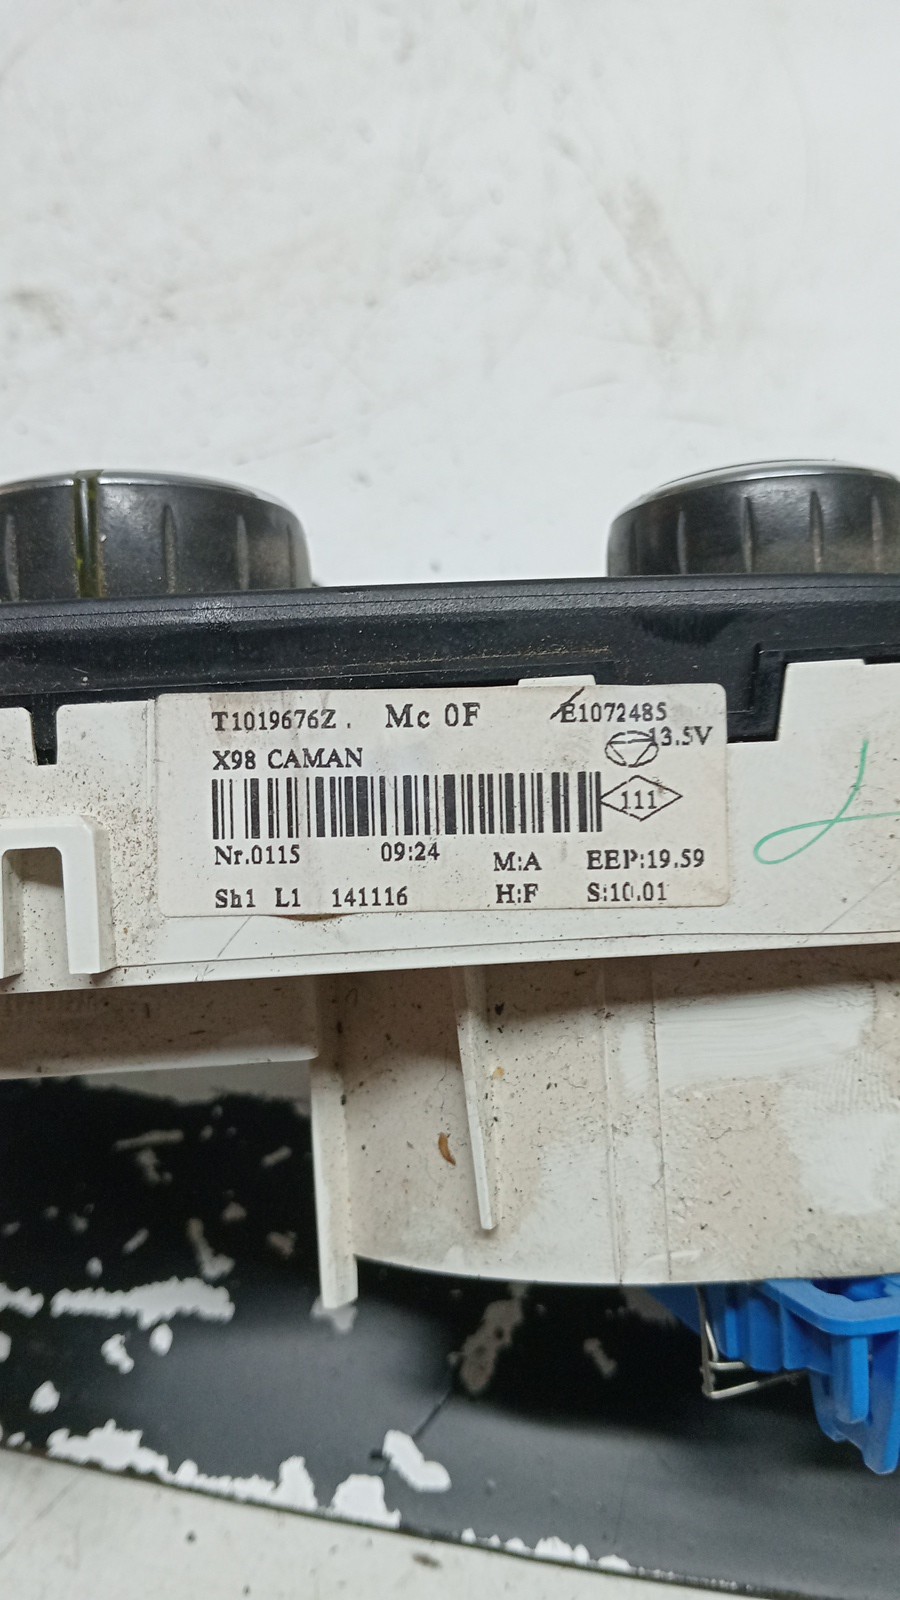 T1019676Z . Mc 0F E1072485
X98 CAMAN 13.5V
111
Nr.0115 09:24 M:A EEP:19.59
Sh1 L1 141116 H:F S:10.01